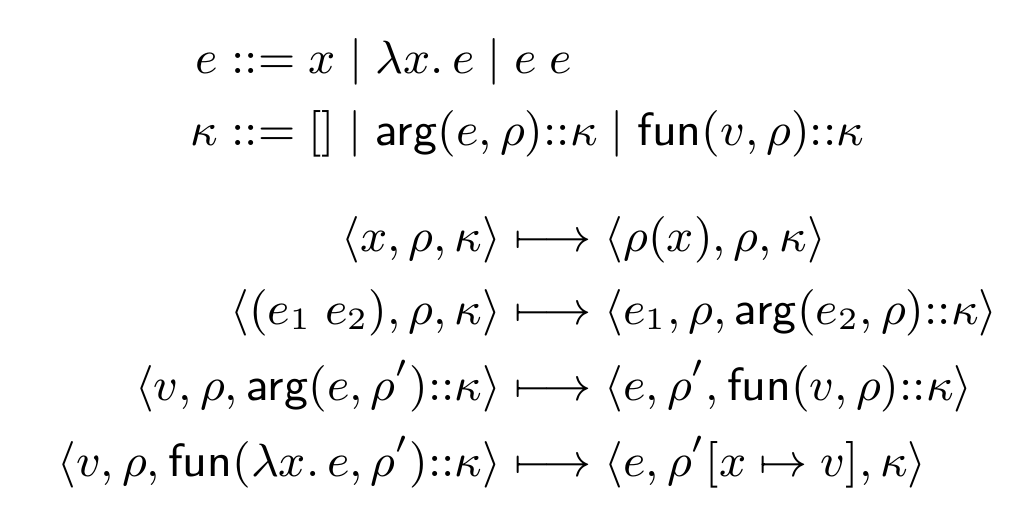 e ::= x | λx. e | e e
κ ::= [] | arg(e, ρ)::κ | fun(v, ρ)::κ
⟨x, ρ, κ⟩ ⟼ ⟨ρ(x), ρ, κ⟩
⟨(e₁ e₂), ρ, κ⟩ ⟼ ⟨e₁, ρ, arg(e₂, ρ)::κ⟩
⟨v, ρ, arg(e, ρ′)::κ⟩ ⟼ ⟨e, ρ′, fun(v, ρ)::κ⟩
⟨v, ρ, fun(λx. e, ρ′)::κ⟩ ⟼ ⟨e, ρ′[x ↦ v], κ⟩